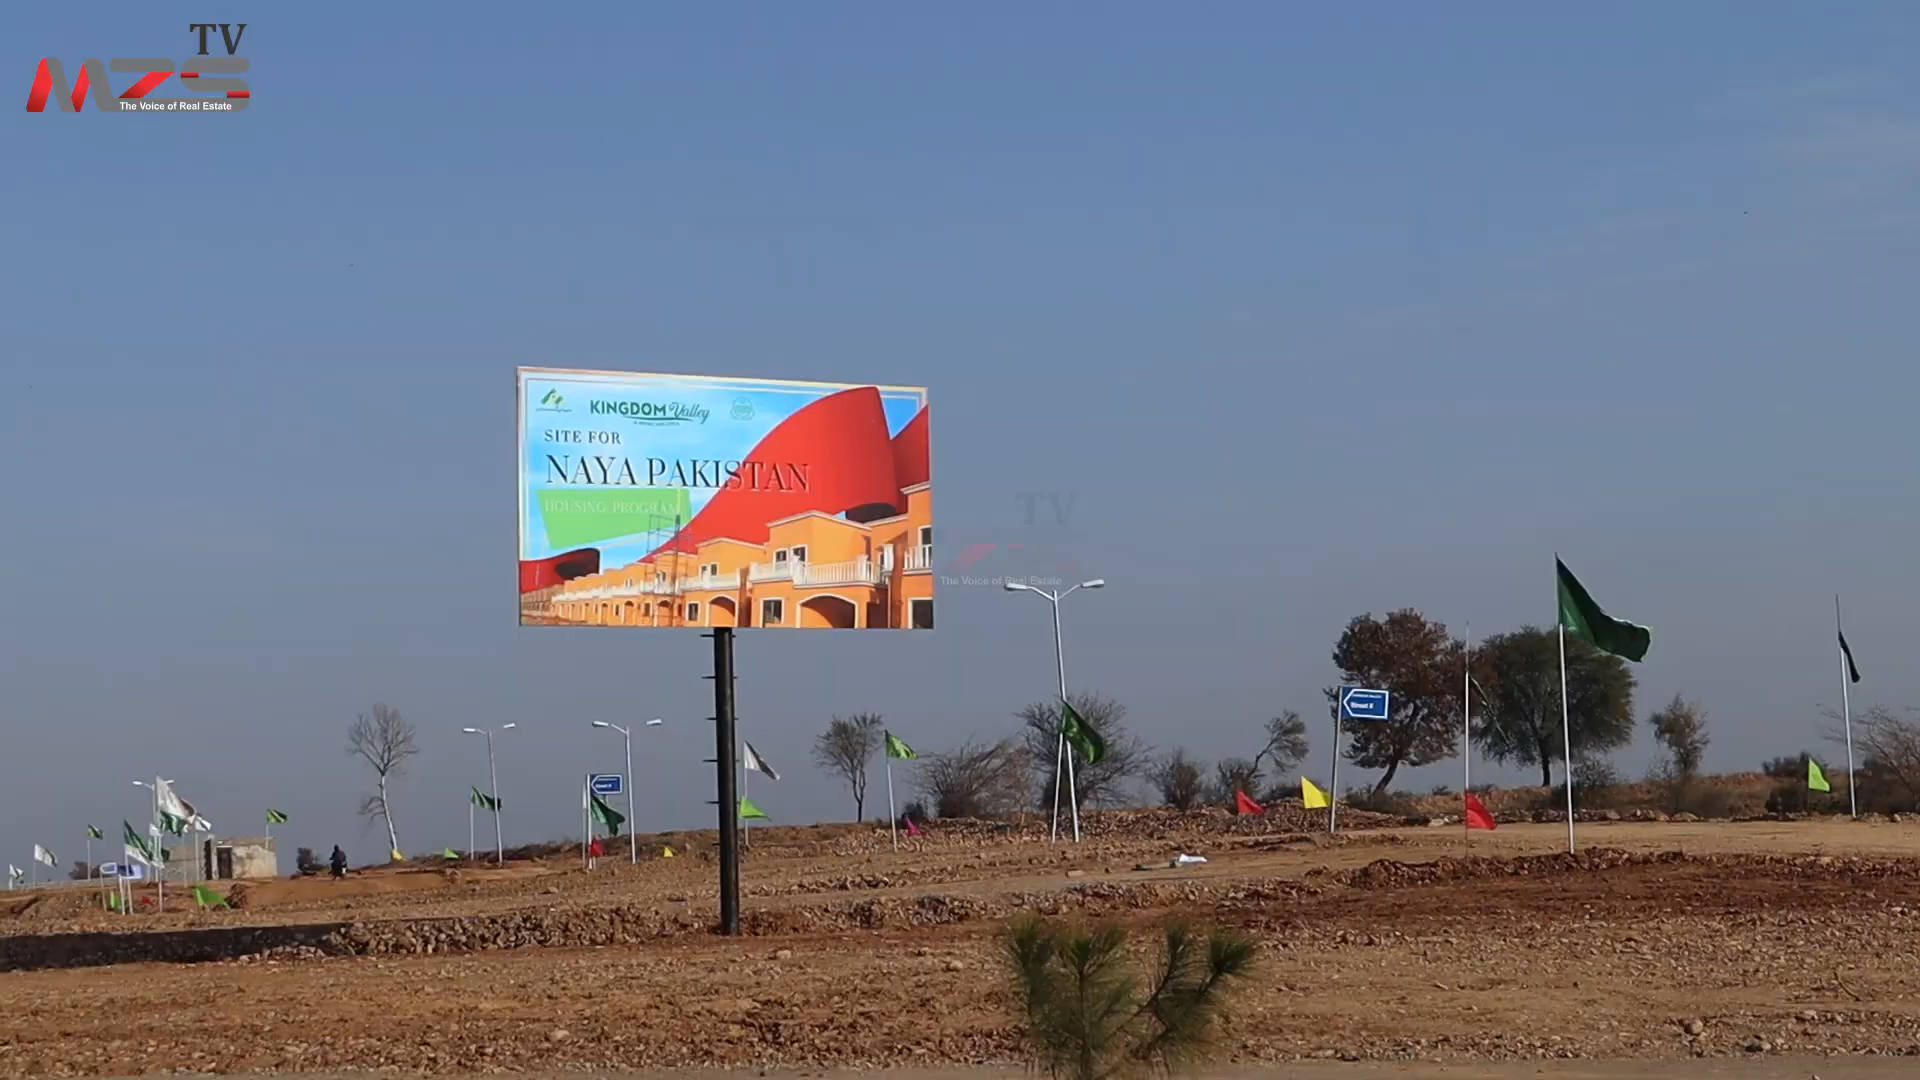 TV
MZS
The Voice of Real Estate
KINGDOM Valley
SITE FOR
NAYA PAKISTAN
HOUSING PROGRAM
TV
The Voice of Real Estate